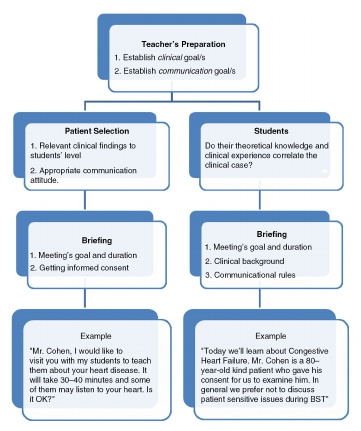 Teacher's Preparation
1. Establish clinical goal/s
2. Establish communication goal/s
Patient Selection
1. Relevant clinical findings to
students' level
2. Appropriate communication
attitude.
Students
Do their theoretical knowledge and
clinical experience correlate the
clinical case?
Briefing
1. Meeting's goal and duration
2. Getting informed consent
Briefing
1. Meeting's goal and duration
2. Clinical background
3. Communicational rules
Example
"Mr. Cohen, I would like to
visit you with my students to teach
them about your heart disease. It
will take 30–40 minutes and some
of them may listen to your heart. Is
it OK?"
Example
"Today we'll learn about Congestive
Heart Failure. Mr. Cohen is a 80–
year-old kind patient who gave his
consent for us to examine him. In
general we prefer not to discuss
patient sensitive issues during BST"